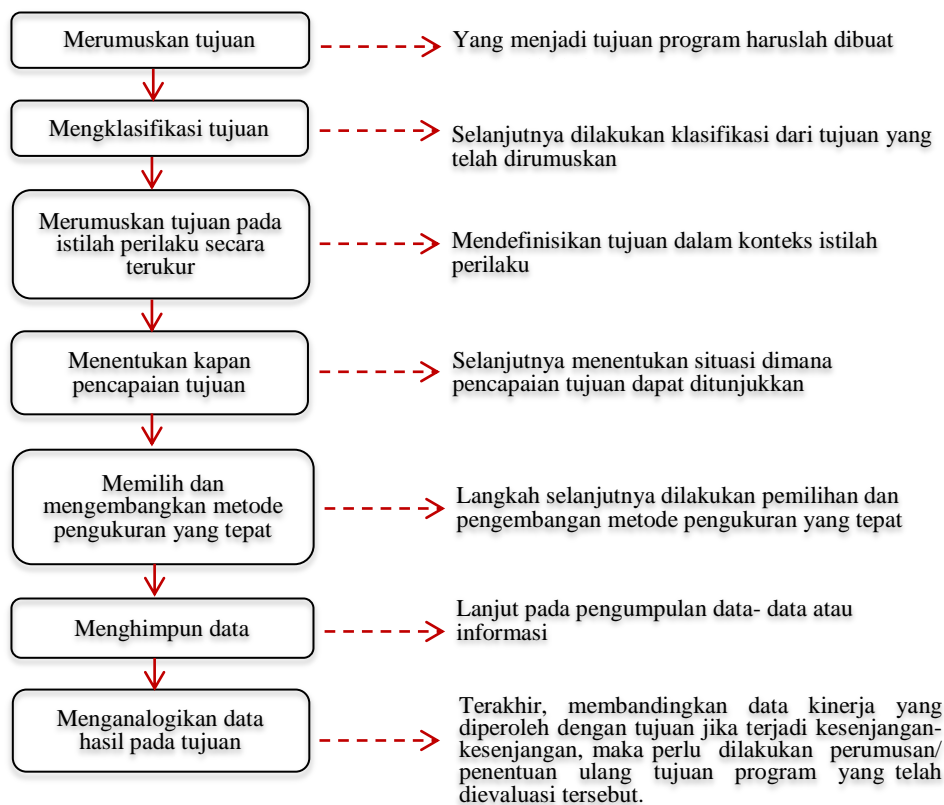 Merumuskan tujuan
Yang menjadi tujuan program haruslah dibuat
Mengklasifikasi tujuan
Selanjutnya dilakukan klasifikasi dari tujuan yang
telah dirumuskan
Merumuskan tujuan pada
istilah perilaku secara
terukur
Mendefinisikan tujuan dalam konteks istilah
perilaku
Menentukan kapan
pencapaian tujuan
Selanjutnya menentukan situasi dimana
pencapaian tujuan dapat ditunjukkan
Memilih dan
mengembangkan metode
pengukuran yang tepat
Langkah selanjutnya dilakukan pemilihan dan
pengembangan metode pengukuran yang tepat
Menghimpun data
Lanjut pada pengumpulan data- data atau
informasi
Menganalogikan data
hasil pada tujuan
Terakhir, membandingkan data kinerja yang
diperoleh dengan tujuan jika terjadi kesenjangan-
kesenjangan, maka perlu dilakukan perumusan/
penentuan ulang tujuan program yang telah
dievaluasi tersebut.